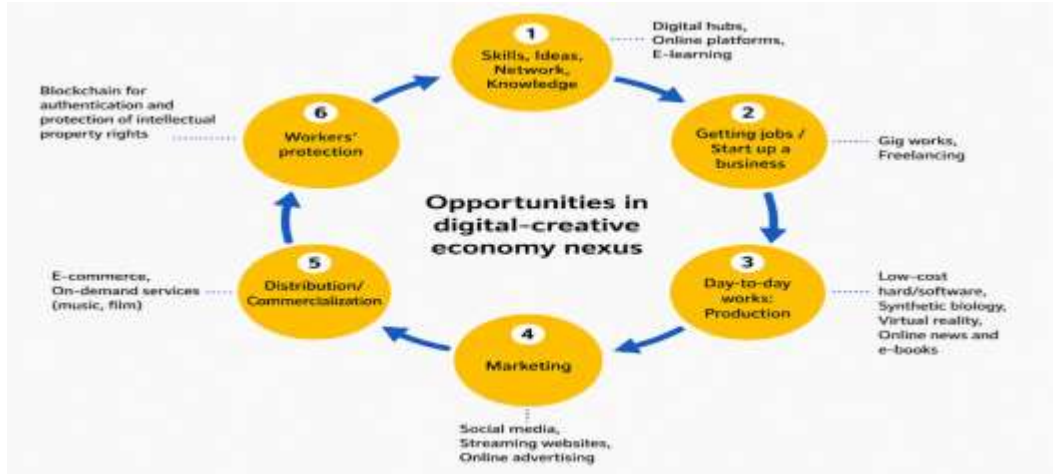 1
Skills, Ideas,
Network,
Knowledge
Digital hubs,
Online platforms,
E-learning
2
Getting jobs /
Start up a
business
Gig works,
Freelancing
3
Day-to-day
works:
Production
Low-cost
hard/software,
Synthetic biology,
Virtual reality,
Online news and
e-books
4
Marketing
Social media,
Streaming websites,
Online advertising
5
Distribution/
Commercialization
E-commerce,
On-demand services
(music, film)
6
Workers'
protection
Blockchain for
authentication and
protection of intellectual
property rights
Opportunities in
digital-creative
economy nexus